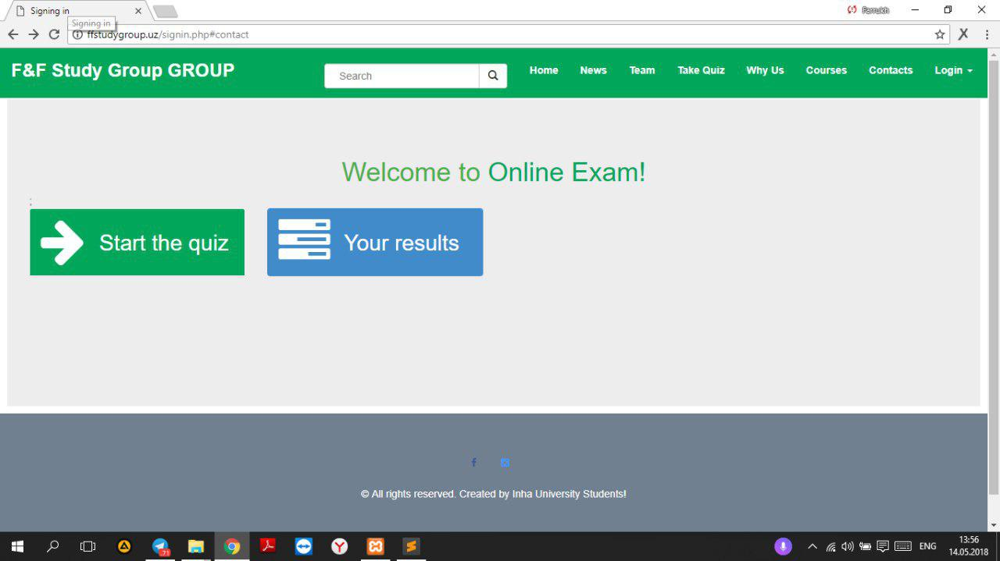 Signing in
Farrukh
Signing in
ffstudygroup.uz/signin.php#contact
F&F Study Group GROUP
Search
Home News Team Take Quiz Why Us Courses Contacts Login
Welcome to Online Exam!
;
Start the quiz
Your results
© All rights reserved. Created by Inha University Students!
71
ENG
13:56
14.05.2018